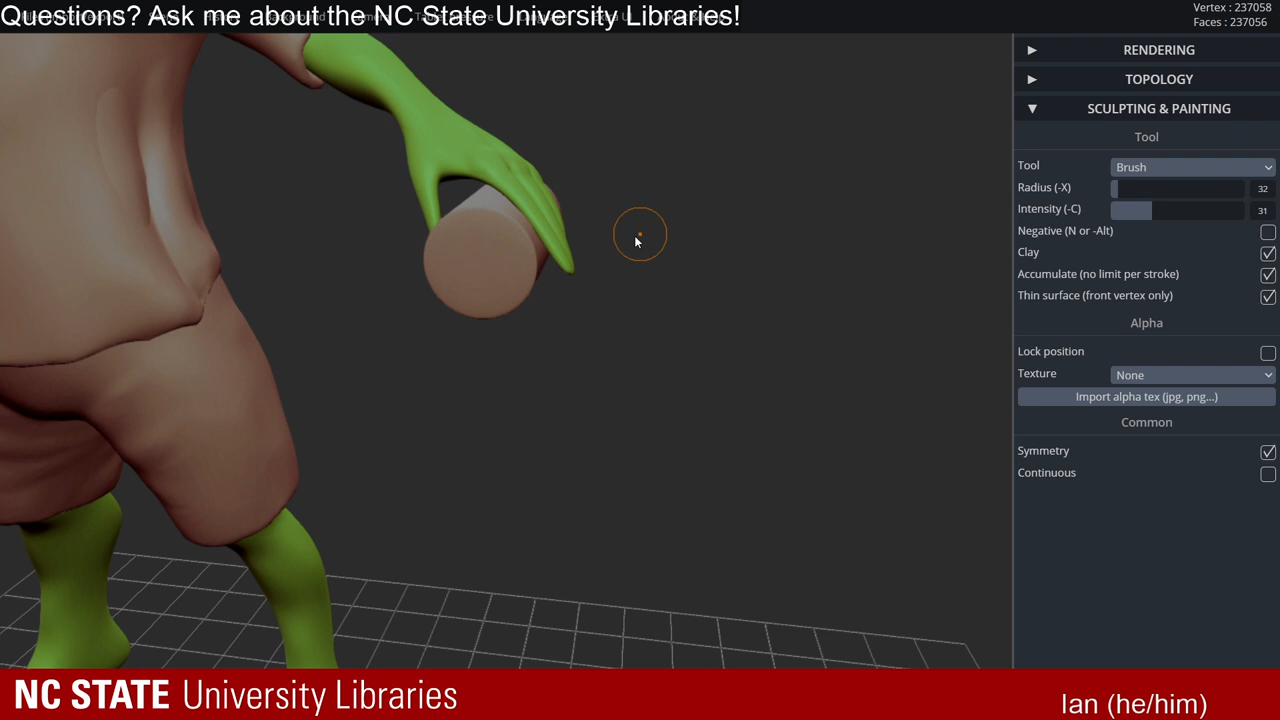 Questions? Ask me about the NC State University Libraries!
Vertex : 237058
Faces : 237056
RENDERING
TOPOLOGY
SCULPTING & PAINTING
Tool
Tool Brush
Radius (-X) 32
Intensity (-C) 31
Negative (N or -Alt)
Clay
Accumulate (no limit per stroke)
Thin surface (front vertex only)
Alpha
Lock position
Texture None
Import alpha tex (jpg, png...)
Common
Symmetry
Continuous
NC STATE University Libraries
Ian (he/him)